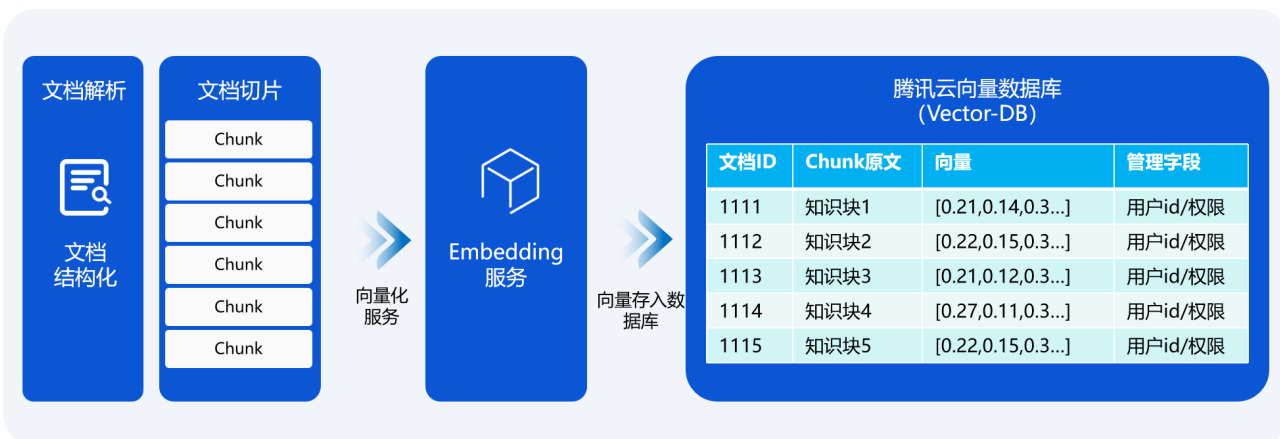 文档解析
文档
结构化
文档切片
Chunk
Chunk
Chunk
Chunk
Chunk
Chunk
向量化
服务
Embedding
服务
向量存入数
据库
腾讯云向量数据库
（Vector-DB）
文档ID Chunk原文 向量 管理字段
1111 知识块1 [0.21,0.14,0.3...] 用户id/权限
1112 知识块2 [0.22,0.15,0.3...] 用户id/权限
1113 知识块3 [0.21,0.12,0.3...] 用户id/权限
1114 知识块4 [0.27,0.11,0.3...] 用户id/权限
1115 知识块5 [0.22,0.15,0.3...] 用户id/权限